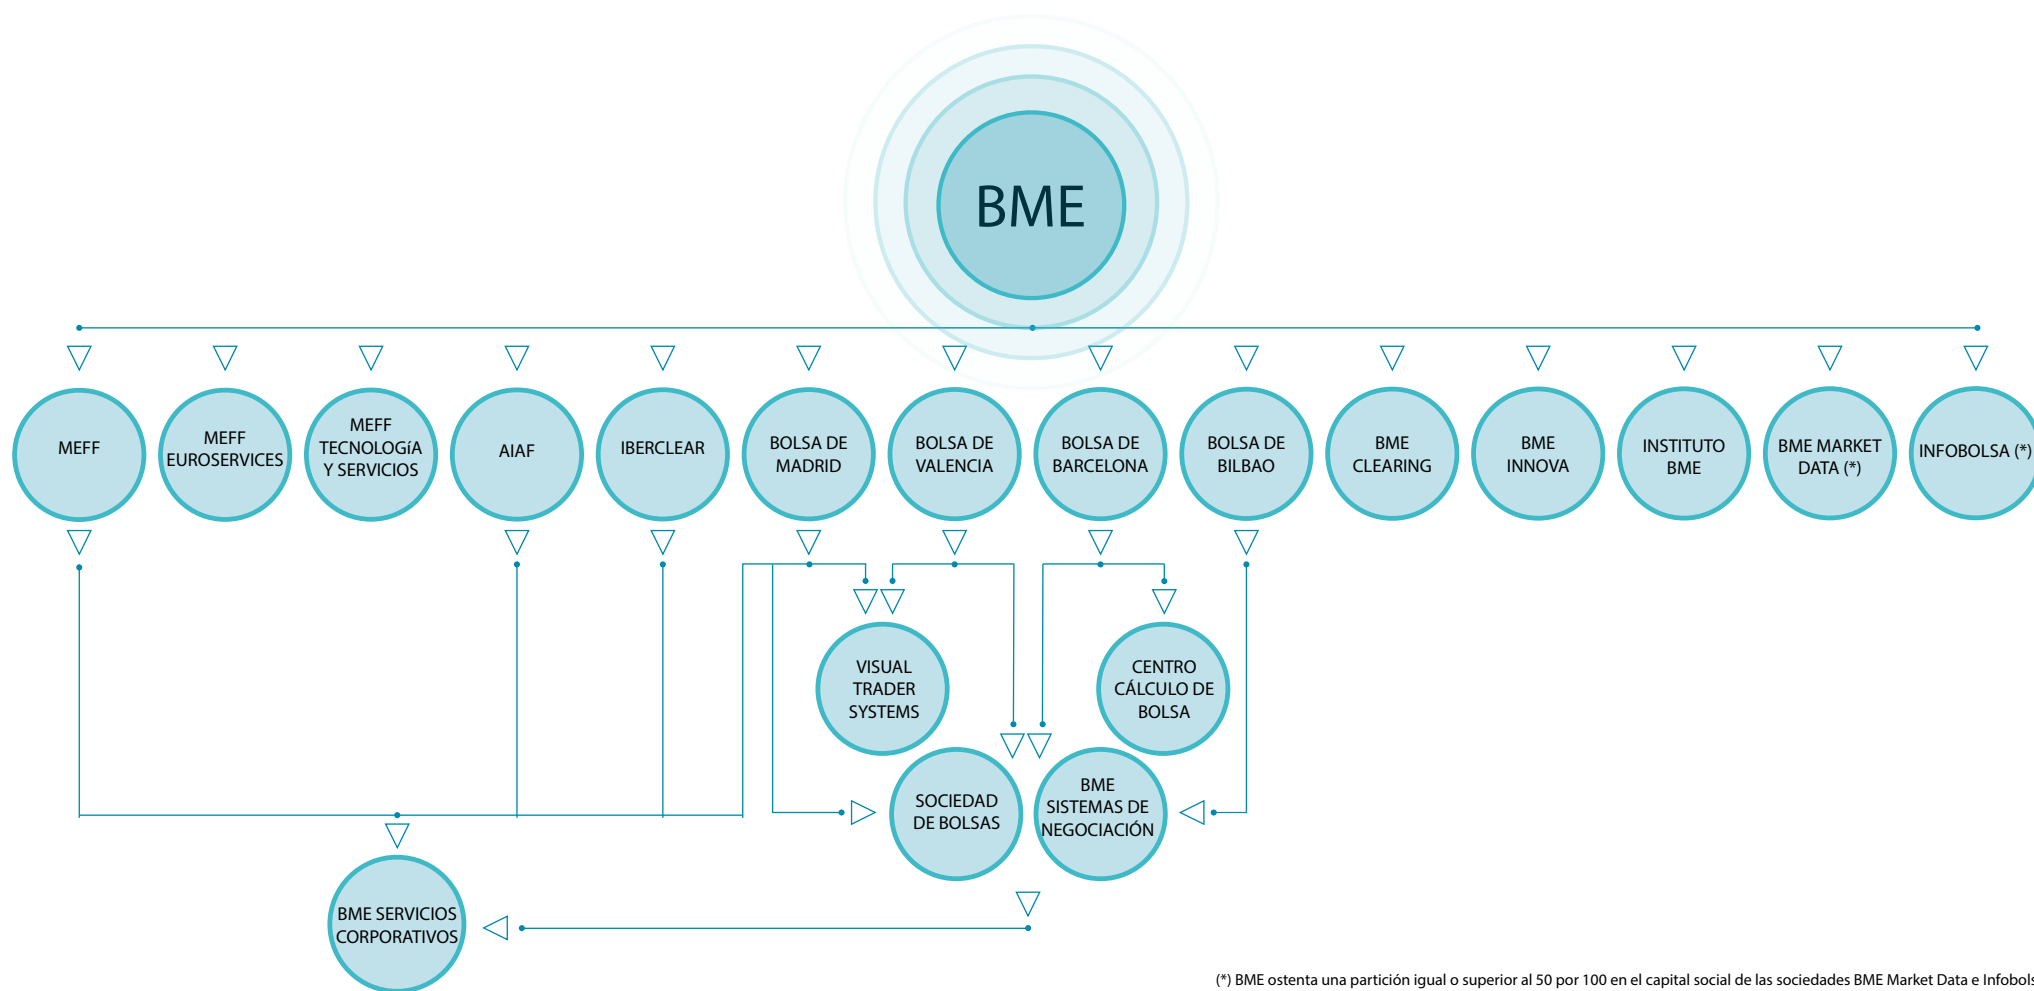 BME
MEFF
MEFF
EUROSERVICES
MEFF
TECNOLOGíA
Y SERVICIOS
AIAF
IBERCLEAR
BOLSA DE
MADRID
BOLSA DE
VALENCIA
BOLSA DE
BARCELONA
BOLSA DE
BILBAO
BME
CLEARING
BME
INNOVA
INSTITUTO
BME
BME MARKET
DATA (*)
INFOBOLSA (*)
VISUAL
TRADER
SYSTEMS
CENTRO
CÁLCULO DE
BOLSA
SOCIEDAD
DE BOLSAS
BME
SISTEMAS DE
NEGOCIACIÓN
BME SERVICIOS
CORPORATIVOS
(*) BME ostenta una partición igual o superior al 50 por 100 en el capital social de las sociedades BME Market Data e Infobols